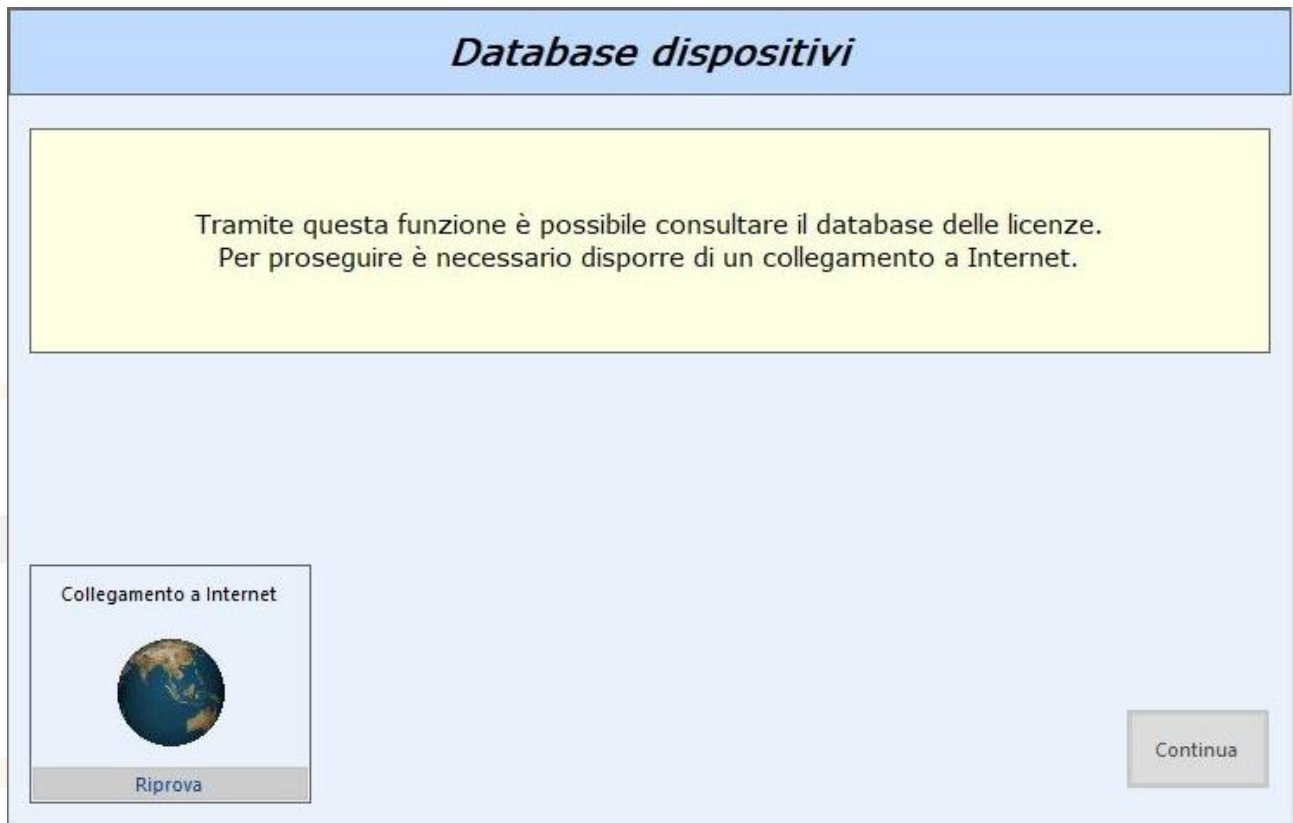 Database dispositivi
Tramite questa funzione è possibile consultare il database delle licenze.
Per proseguire è necessario disporre di un collegamento a Internet.
Collegamento a Internet
Riprova
Continua